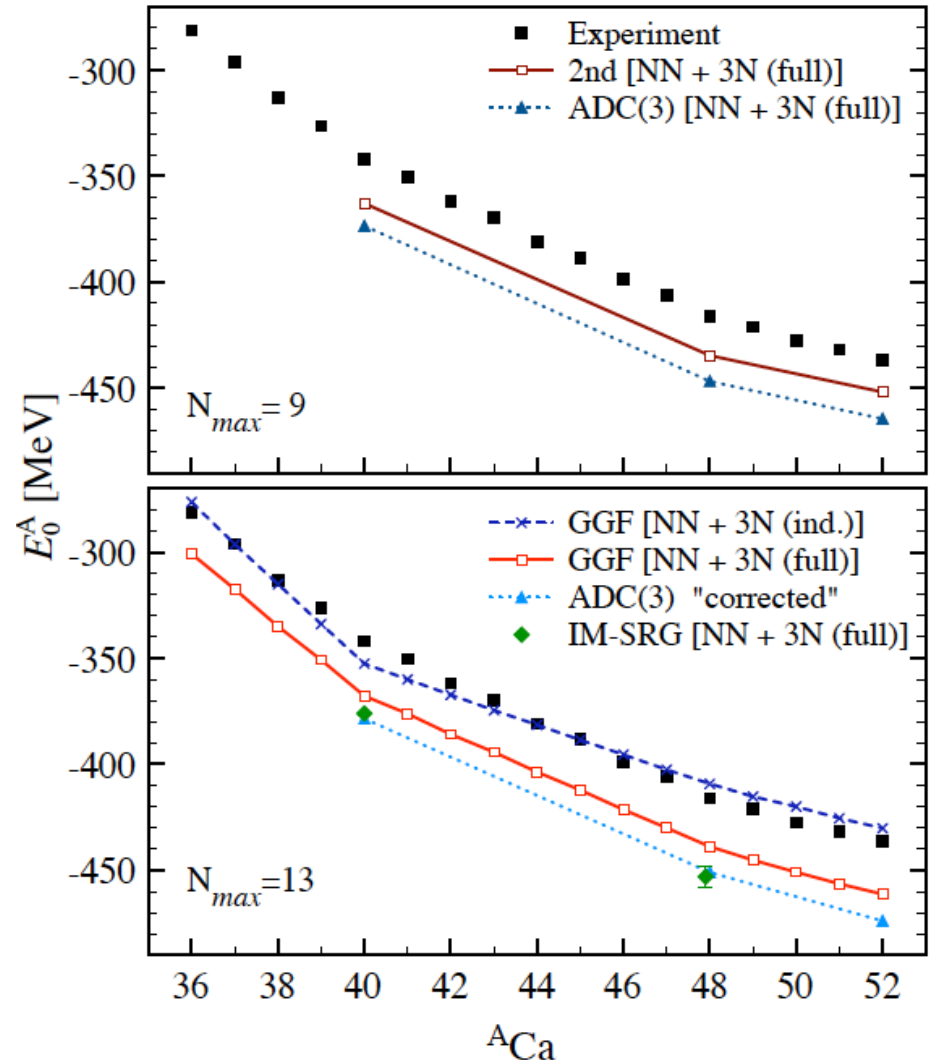 Experiment
2nd [NN + 3N (full)]
ADC(3) [NN + 3N (full)]
-300
-350
-400
-450
N_max = 9
E_0^A [MeV]
GGF [NN + 3N (ind.)]
GGF [NN + 3N (full)]
ADC(3) "corrected"
IM-SRG [NN + 3N (full)]
-300
-350
-400
-450
N_max =13
36 38 40 42 44 46 48 50 52
^A Ca